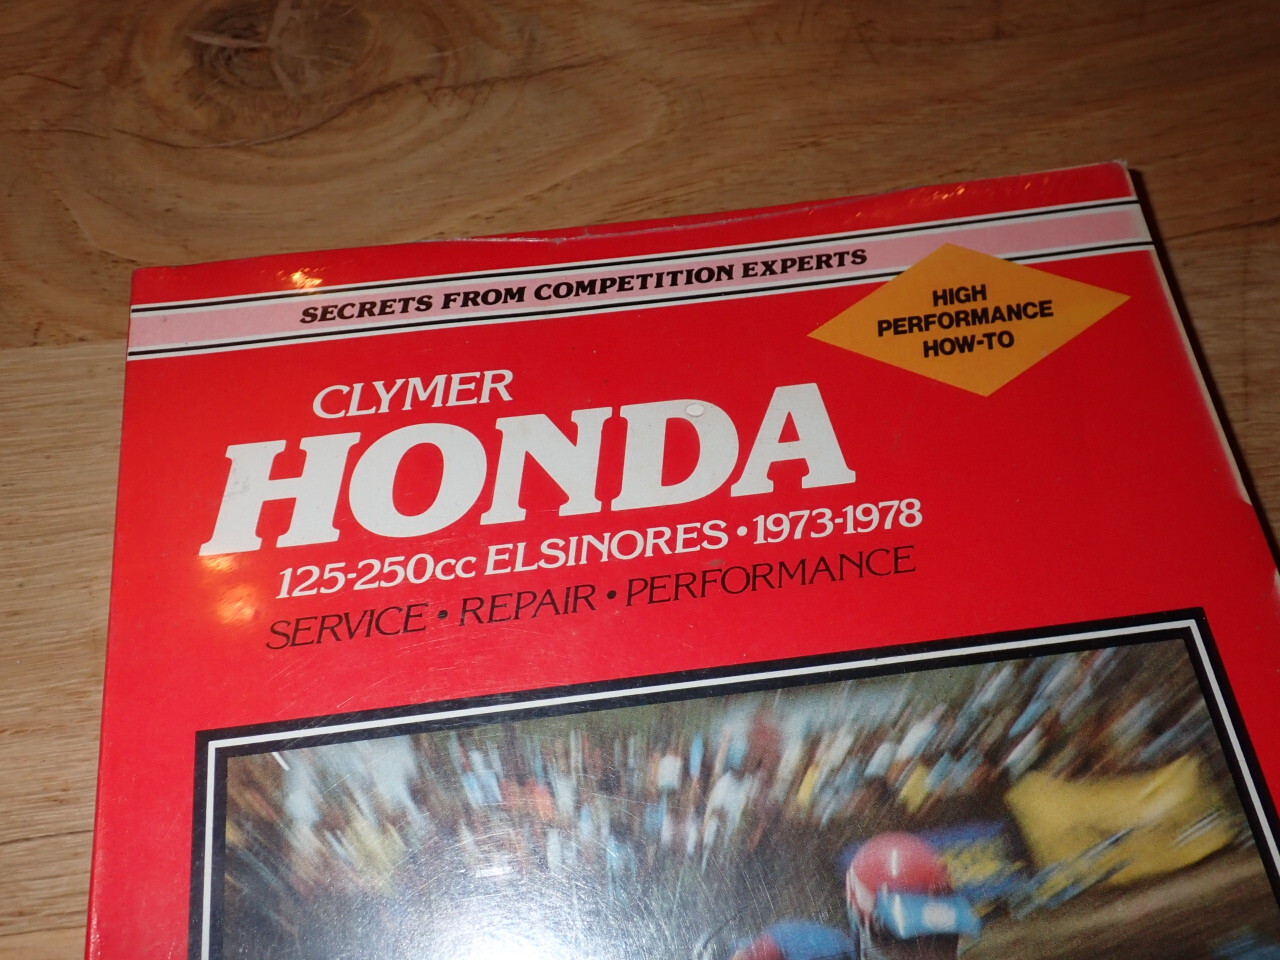 SECRETS FROM COMPETITION EXPERTS
HIGH
PERFORMANCE
HOW-TO
CLYMER
HONDA
125-250cc ELSINORES • 1973-1978
SERVICE • REPAIR • PERFORMANCE